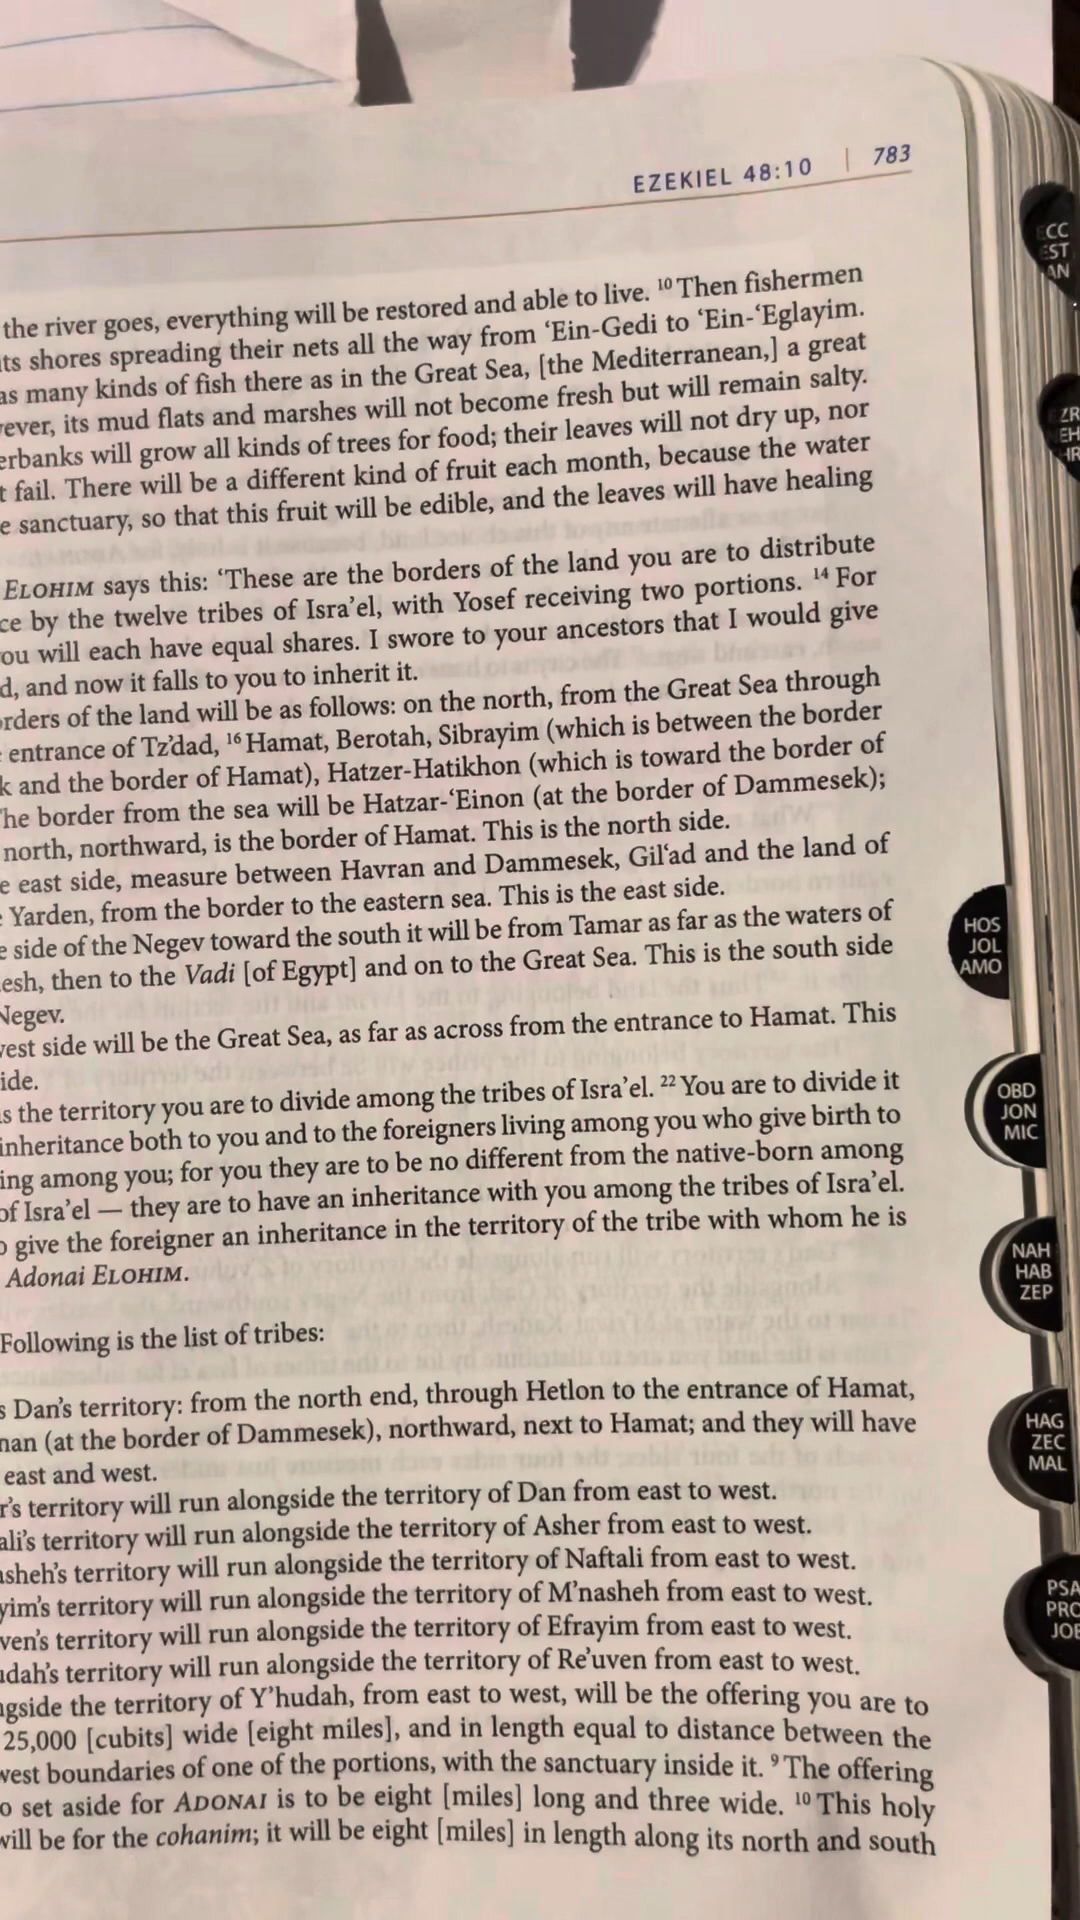 EZEKIEL 48:10 | 783
the river goes, everything will be restored and able to live. 10 Then fishermen
its shores spreading their nets all the way from ‘Ein-Gedi to ‘Ein-‘Eglayim.
as many kinds of fish there as in the Great Sea, [the Mediterranean,] a great
ever, its mud flats and marshes will not become fresh but will remain salty.
erbanks will grow all kinds of trees for food; their leaves will not dry up, nor
t fail. There will be a different kind of fruit each month, because the water
e sanctuary, so that this fruit will be edible, and the leaves will have healing
ELOHIM says this: ‘These are the borders of the land you are to distribute
ce by the twelve tribes of Isra’el, with Yosef receiving two portions. 14 For
ou will each have equal shares. I swore to your ancestors that I would give
d, and now it falls to you to inherit it.
rders of the land will be as follows: on the north, from the Great Sea through
entrance of Tz’dad, 16 Hamat, Berotah, Sibrayim (which is between the border
k and the border of Hamat), Hatzer-Hatikhon (which is toward the border of
he border from the sea will be Hatzar-‘Einon (at the border of Dammesek);
north, northward, is the border of Hamat. This is the north side.
e east side, measure between Havran and Dammesek, Gil‘ad and the land of
Yarden, from the border to the eastern sea. This is the east side.
e side of the Negev toward the south it will be from Tamar as far as the waters of
esh, then to the Vadi [of Egypt] and on to the Great Sea. This is the south side
Negev.
vest side will be the Great Sea, as far as across from the entrance to Hamat. This
ide.
s the territory you are to divide among the tribes of Isra’el. 22 You are to divide it
inheritance both to you and to the foreigners living among you who give birth to
ing among you; for you they are to be no different from the native-born among
of Isra’el — they are to have an inheritance with you among the tribes of Isra’el.
o give the foreigner an inheritance in the territory of the tribe with whom he is
Adonai ELOHIM.
Following is the list of tribes:
s Dan’s territory: from the north end, through Hetlon to the entrance of Hamat,
nan (at the border of Dammesek), northward, next to Hamat; and they will have
east and west.
r’s territory will run alongside the territory of Dan from east to west.
ali’s territory will run alongside the territory of Asher from east to west.
asheh’s territory will run alongside the territory of Naftali from east to west.
yim’s territory will run alongside the territory of M’nasheh from east to west.
ven’s territory will run alongside the territory of Efrayim from east to west.
udah’s territory will run alongside the territory of Re’uven from east to west.
ngside the territory of Y’hudah, from east to west, will be the offering you are to
25,000 [cubits] wide [eight miles], and in length equal to distance between the
west boundaries of one of the portions, with the sanctuary inside it. 9 The offering
o set aside for ADONAI is to be eight [miles] long and three wide. 10 This holy
will be for the cohanim; it will be eight [miles] in length along its north and south
ECC
EST
AN
EZR
NEH
HR
HOS
JOL
AMO
OBD
JON
MIC
NAH
HAB
ZEP
HAG
ZEC
MAL
PSA
PRO
JOB